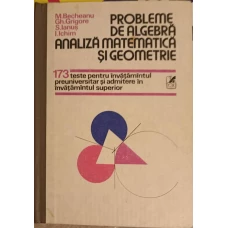 M.Becheanu
Gh.Grigore
S.Ianuș
I.Ichim
PROBLEME
DE ALGEBRĂ
ANALIZĂ MATEMATICĂ
ȘI GEOMETRIE
173 teste pentru învățămîntul
preuniversitar și admitere în
învățămîntul superior